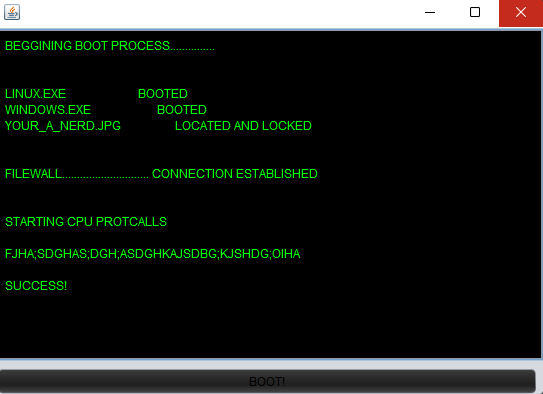 BEGGINING BOOT PROCESS...............
LINUX.EXE BOOTED
WINDOWS.EXE BOOTED
YOUR_A_NERD.JPG LOCATED AND LOCKED
FILEWALL............................. CONNECTION ESTABLISHED
STARTING CPU PROTCALLS
FJHA;SDGHAS;DGH;ASDGHKAJSDBG;KJSHDG;OIHA
SUCCESS!
BOOT!